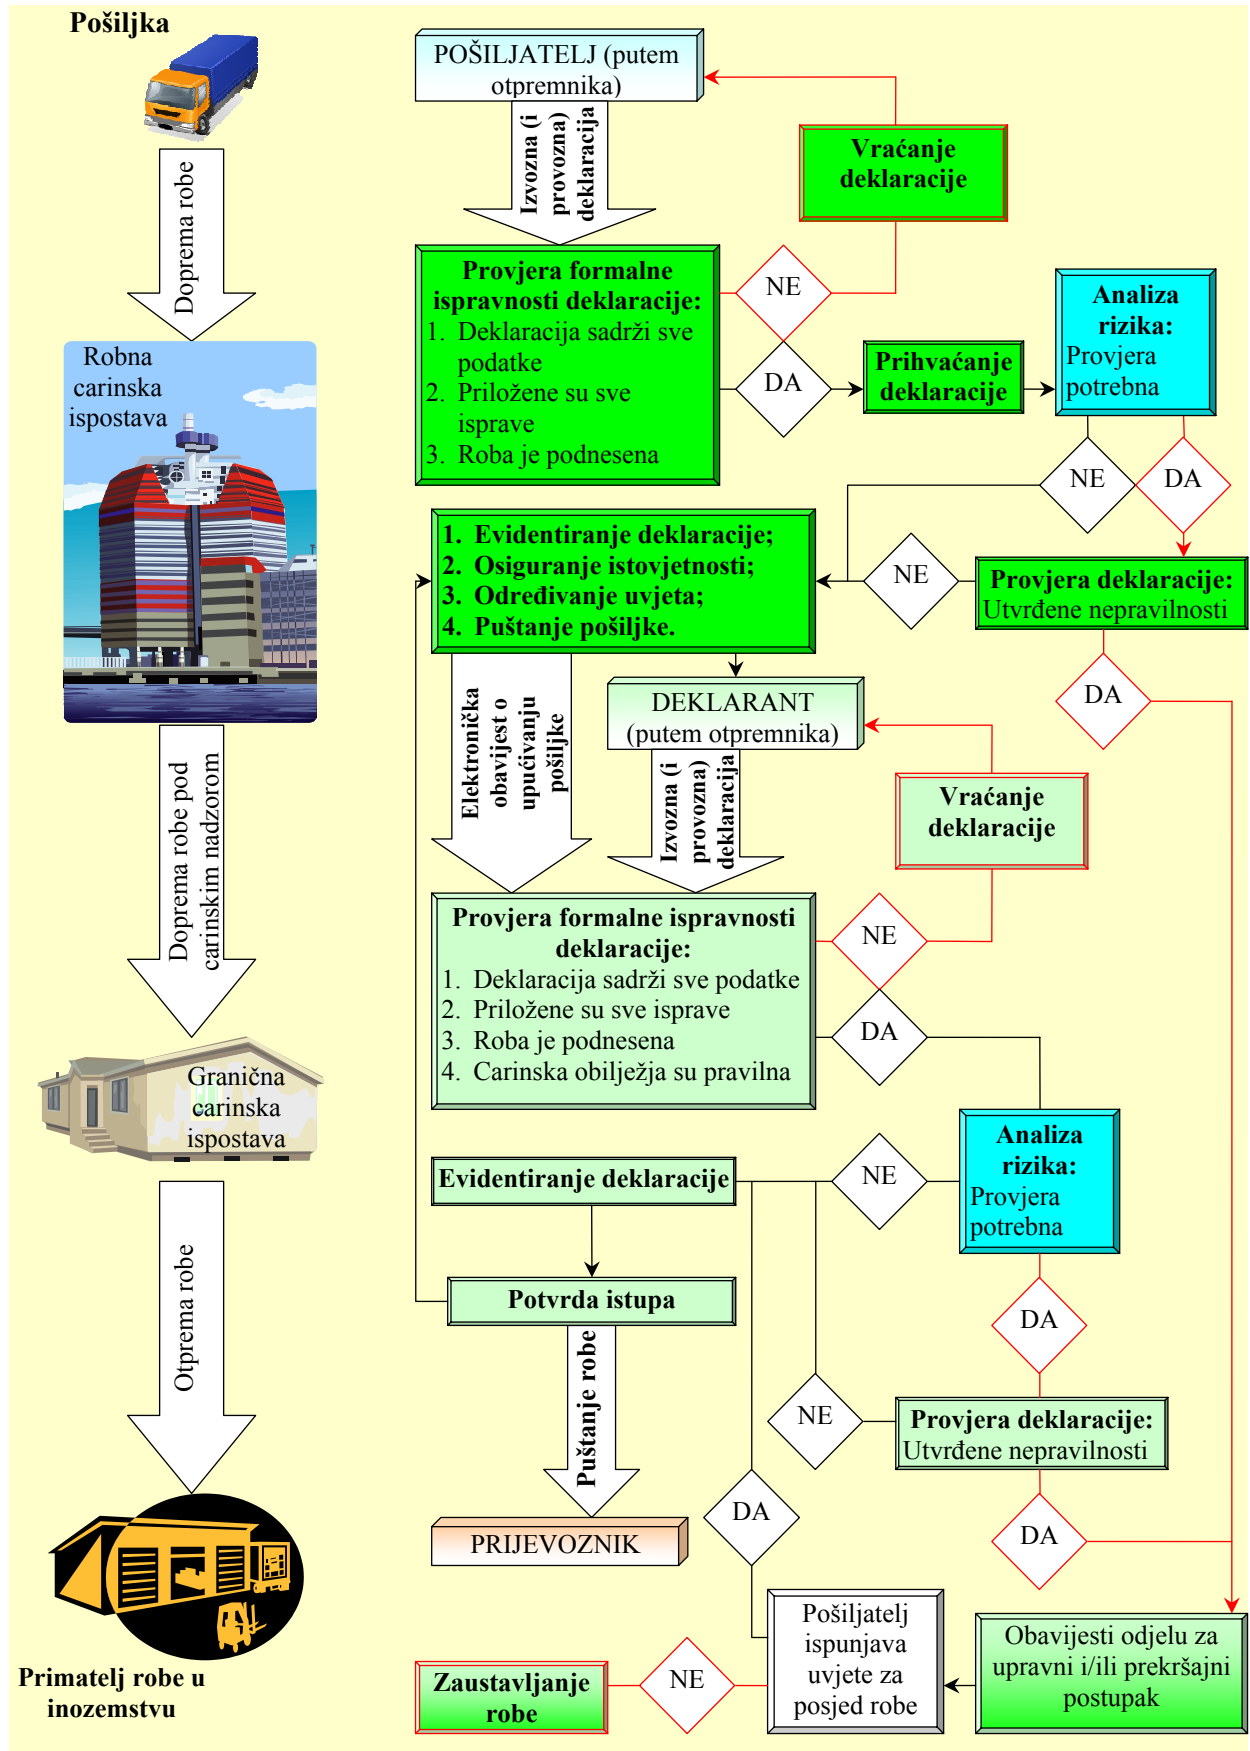 Pošiljka
Doprema robe
Robna
carinska
ispostava
Doprema robe pod
carinskim nadzorom
Granična
carinska
ispostava
Otprema robe
Primatelj robe u
inozemstvu
POŠILJATELJ (putem
otpremnika)
Izvozna (i
provozna)
deklaracija
Vraćanje
deklaracije
Provjera formalne
ispravnosti deklaracije:
1. Deklaracija sadrži sve
podatke
2. Priložene su sve
isprave
3. Roba je podnesena
NE
DA
Prihvaćanje
deklaracije
Analiza
rizika:
Provjera
potrebna
NE
DA
1. Evidentiranje deklaracije;
2. Osiguranje istovjetnosti;
3. Određivanje uvjeta;
4. Puštanje pošiljke.
NE
Provjera deklaracije:
Utvrđene nepravilnosti
DA
Elektronička
obavijest o
upućivanju
pošiljke
DEKLARANT
(putem otpremnika)
Izvozna (i
provozna)
deklaracija
Vraćanje
deklaracije
Provjera formalne ispravnosti
deklaracije:
1. Deklaracija sadrži sve podatke
2. Priložene su sve isprave
3. Roba je podnesena
4. Carinska obilježja su pravilna
NE
DA
Analiza
rizika:
Provjera
potrebna
NE
Evidentiranje deklaracije
Potvrda istupa
DA
Puštanje robe
NE
Provjera deklaracije:
Utvrđene nepravilnosti
DA
DA
PRIJEVOZNIK
Pošiljatelj
ispunjava
uvjete za
posjed robe
Obavijesti odjelu za
upravni i/ili prekršajni
postupak
NE
Zaustavljanje
robe